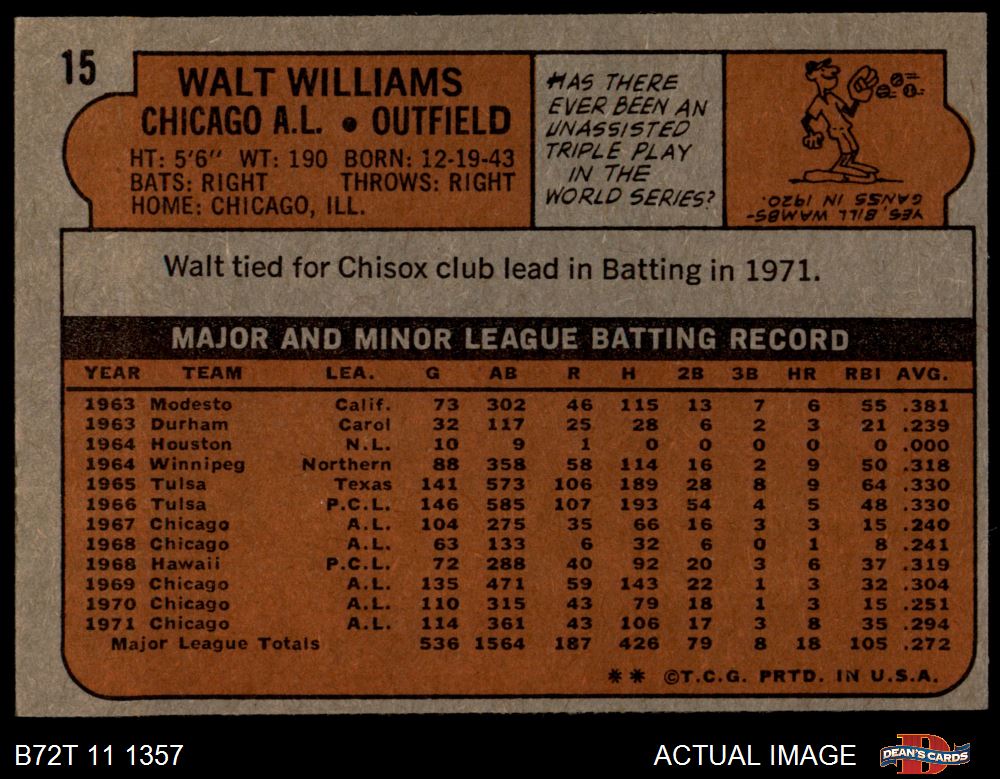 15
WALT WILLIAMS
CHICAGO A.L. • OUTFIELD
HT: 5'6" WT: 190 BORN: 12-19-43
BATS: RIGHT THROWS: RIGHT
HOME: CHICAGO, ILL.
HAS THERE
EVER BEEN AN
UNASSISTED
TRIPLE PLAY
IN THE
WORLD SERIES?
YES, BILL WAMBS-
GANSS IN 1920.
Walt tied for Chisox club lead in Batting in 1971.
MAJOR AND MINOR LEAGUE BATTING RECORD
YEAR TEAM LEA. G AB R H 2B 3B HR RBI AVG.
1963 Modesto Calif. 73 302 46 115 13 7 6 55 .381
1963 Durham Carol 32 117 25 28 6 2 3 21 .239
1964 Houston N.L. 10 9 1 0 0 0 0 0 .000
1964 Winnipeg Northern 88 358 58 114 16 2 9 50 .318
1965 Tulsa Texas 141 573 106 189 28 8 9 64 .330
1966 Tulsa P.C.L. 146 585 107 193 54 4 5 48 .330
1967 Chicago A.L. 104 275 35 66 16 3 3 15 .240
1968 Chicago A.L. 63 133 6 32 6 0 1 8 .241
1968 Hawaii P.C.L. 72 288 40 92 20 3 6 37 .319
1969 Chicago A.L. 135 471 59 143 22 1 3 32 .304
1970 Chicago A.L. 110 315 43 79 18 1 3 15 .251
1971 Chicago A.L. 114 361 43 106 17 3 8 35 .294
Major League Totals 536 1564 187 426 79 8 18 105 .272
** ©T.C.G. PRTD. IN U.S.A.
B72T 11 1357
ACTUAL IMAGE
DEAN'S CARDS